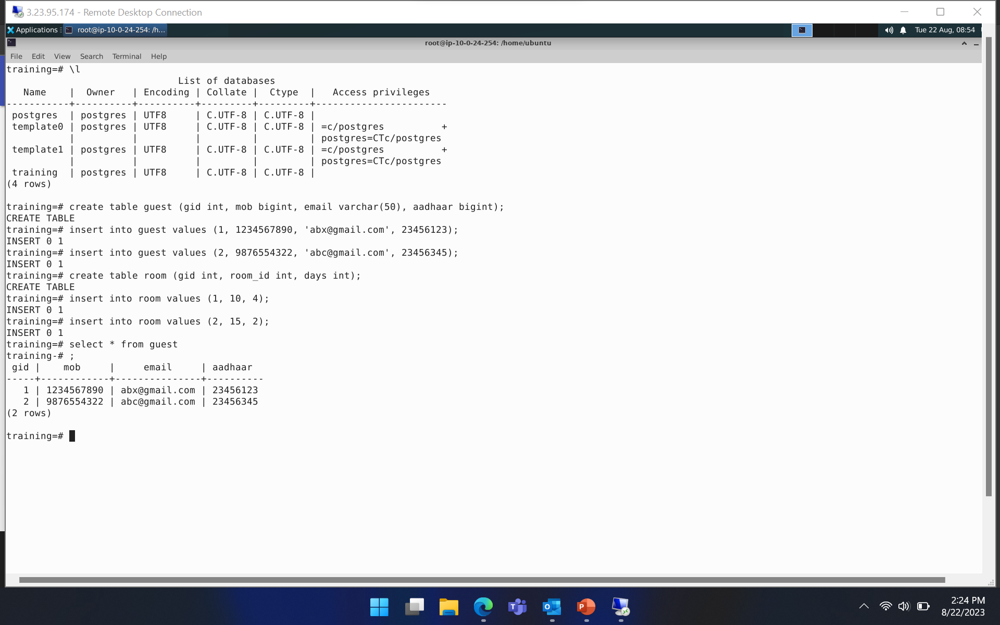 3.23.95.174 - Remote Desktop Connection
Applications root@ip-10-0-24-254: /h... Tue 22 Aug, 08:54
root@ip-10-0-24-254: /home/ubuntu
File Edit View Search Terminal Help
training=# \l
                              List of databases
   Name    |  Owner   | Encoding | Collate |  Ctype  |   Access privileges
-----------+----------+----------+---------+---------+-----------------------
 postgres  | postgres | UTF8     | C.UTF-8 | C.UTF-8 |
 template0 | postgres | UTF8     | C.UTF-8 | C.UTF-8 | =c/postgres          +
           |          |          |         |         | postgres=CTc/postgres
 template1 | postgres | UTF8     | C.UTF-8 | C.UTF-8 | =c/postgres          +
           |          |          |         |         | postgres=CTc/postgres
 training  | postgres | UTF8     | C.UTF-8 | C.UTF-8 |
(4 rows)
training=# create table guest (gid int, mob bigint, email varchar(50), aadhaar bigint);
CREATE TABLE
training=# insert into guest values (1, 1234567890, 'abx@gmail.com', 23456123);
INSERT 0 1
training=# insert into guest values (2, 9876554322, 'abc@gmail.com', 23456345);
INSERT 0 1
training=# create table room (gid int, room_id int, days int);
CREATE TABLE
training=# insert into room values (1, 10, 4);
INSERT 0 1
training=# insert into room values (2, 15, 2);
INSERT 0 1
training=# select * from guest
training-# ;
 gid |    mob     |     email     | aadhaar
-----+------------+---------------+----------
   1 | 1234567890 | abx@gmail.com | 23456123
   2 | 9876554322 | abc@gmail.com | 23456345
(2 rows)
training=#
2:24 PM
8/22/2023